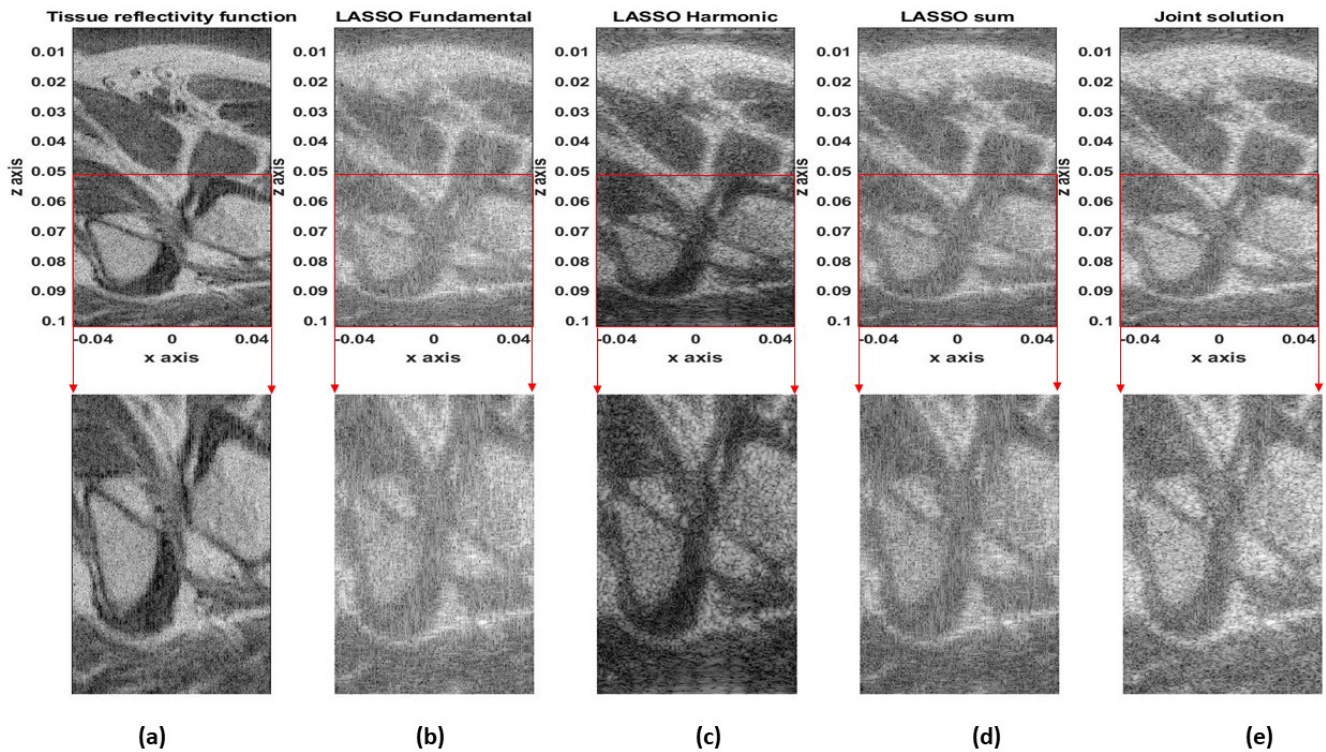 Tissue reflectivity function
LASSO Fundamental
LASSO Harmonic
LASSO sum
Joint solution
0.01
0.02
0.03
0.04
0.05
0.06
0.07
0.08
0.09
0.1
z axis
-0.04 0 0.04
x axis
0.01
0.02
0.03
0.04
0.05
0.06
0.07
0.08
0.09
0.1
z axis
-0.04 0 0.04
x axis
0.01
0.02
0.03
0.04
0.05
0.06
0.07
0.08
0.09
0.1
-0.04 0 0.04
x axis
0.01
0.02
0.03
0.04
0.05
0.06
0.07
0.08
0.09
0.1
z axis
-0.04 0 0.04
x axis
0.01
0.02
0.03
0.04
0.05
0.06
0.07
0.08
0.09
0.1
z axis
-0.04 0 0.04
x axis
(a)
(b)
(c)
(d)
(e)